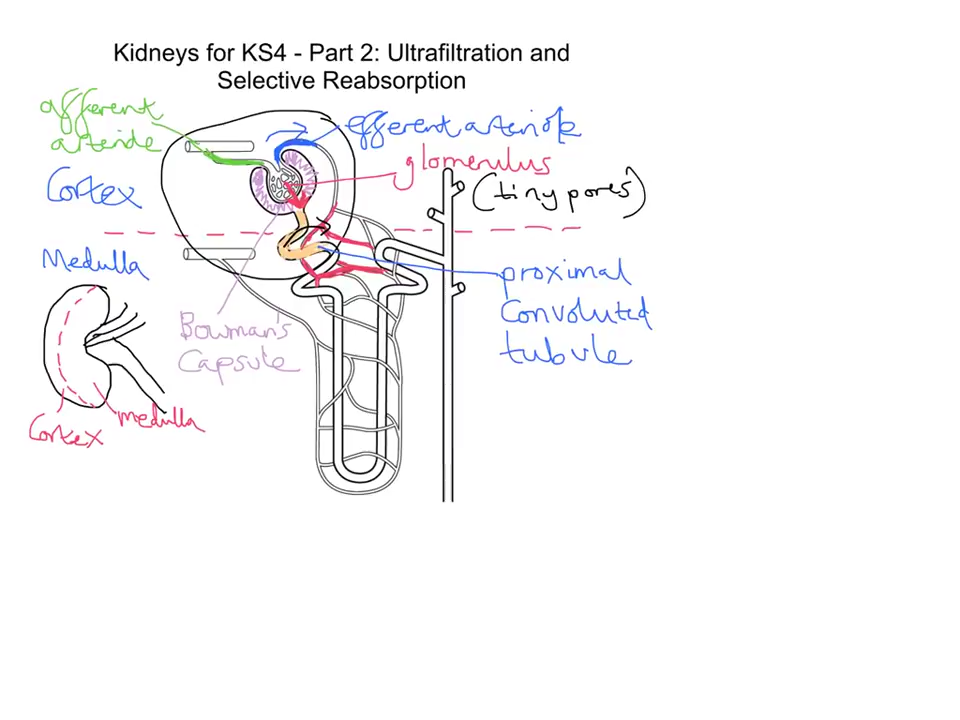 Kidneys for KS4 - Part 2: Ultrafiltration and
Selective Reabsorption
afferent
arteriole
efferent arteriole
glomerulus
(tiny pores)
Cortex
Medulla
proximal
Convoluted
tubule
Bowman's
Capsule
Cortex
medulla